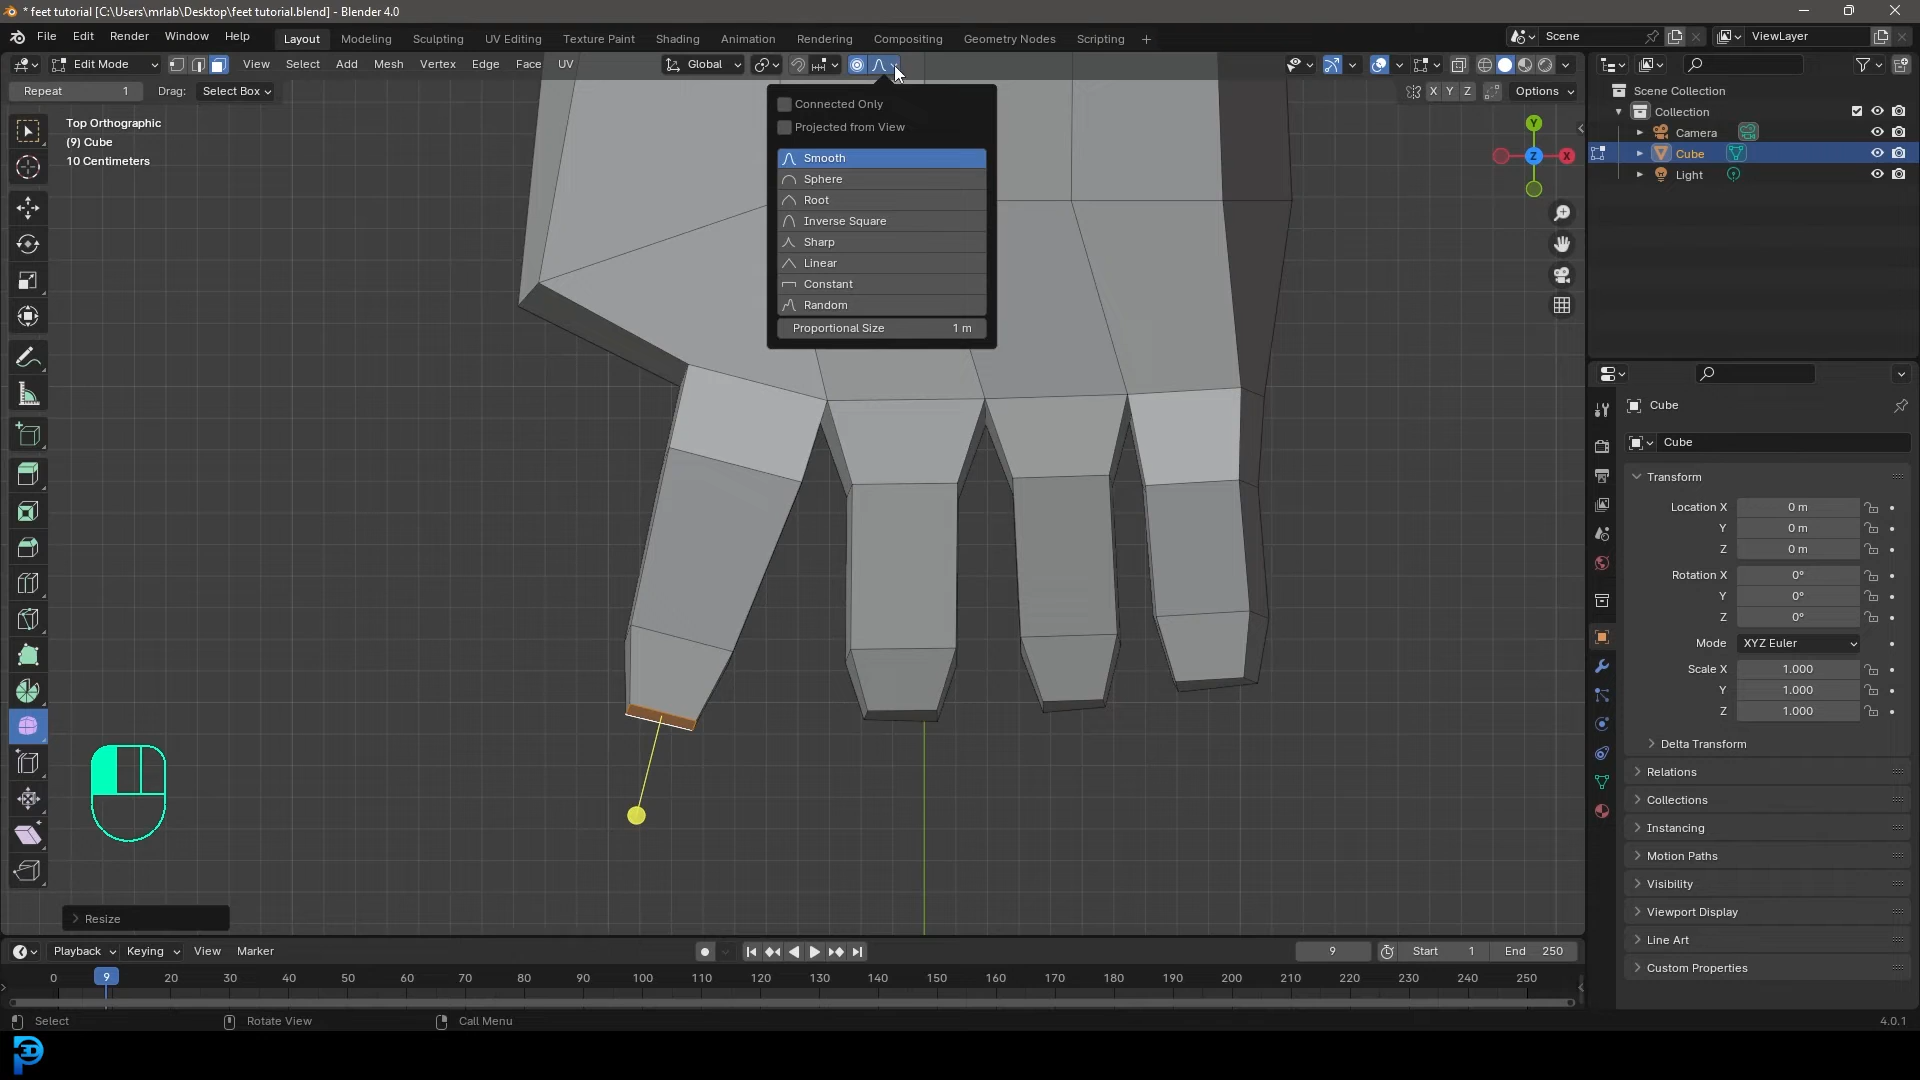 * feet tutorial [C:\Users\mrlab\Desktop\feet tutorial.blend] - Blender 4.0
File Edit Render Window Help Layout Modeling Sculpting UV Editing Texture Paint Shading Animation Rendering Compositing Geometry Nodes Scripting + Scene ViewLayer
Edit Mode View Select Add Mesh Vertex Edge Face UV Global
Repeat 1 Drag: Select Box X Y Z Options
Top Orthographic
(9) Cube
10 Centimeters
Connected Only
Projected from View
Smooth
Sphere
Root
Inverse Square
Sharp
Linear
Constant
Random
Proportional Size 1 m
Y
Z X
Scene Collection
Collection
Camera
Cube
Light
Cube
Cube
Transform
Location X 0 m
Y 0 m
Z 0 m
Rotation X 0°
Y 0°
Z 0°
Mode XYZ Euler
Scale X 1.000
Y 1.000
Z 1.000
Delta Transform
Relations
Collections
Instancing
Motion Paths
Visibility
Viewport Display
Line Art
Custom Properties
Resize
Playback Keying View Marker 9 Start 1 End 250
0 9 20 30 40 50 60 70 80 90 100 110 120 130 140 150 160 170 180 190 200 210 220 230 240 250
Select Rotate View Call Menu 4.0.1